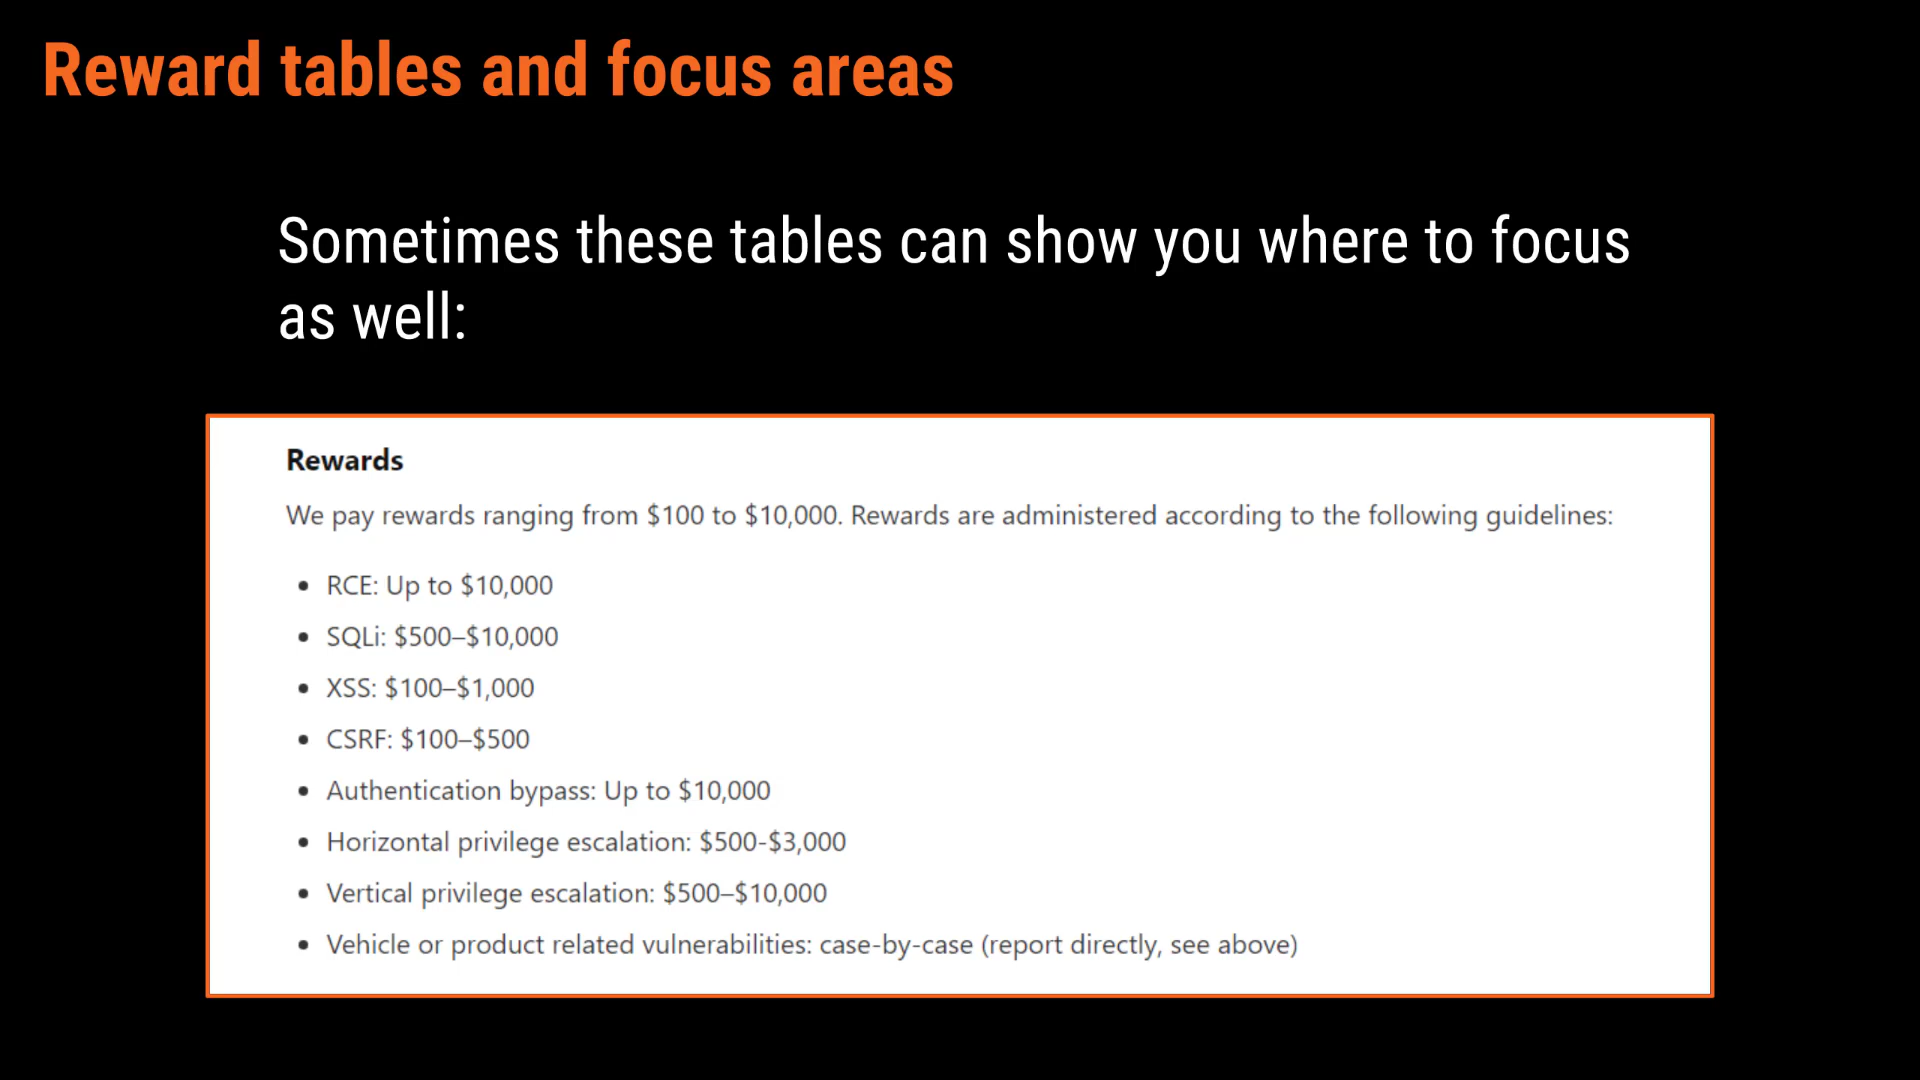 Reward tables and focus areas
Sometimes these tables can show you where to focus
as well:
Rewards
We pay rewards ranging from $100 to $10,000. Rewards are administered according to the following guidelines:
• RCE: Up to $10,000
• SQLi: $500–$10,000
• XSS: $100–$1,000
• CSRF: $100–$500
• Authentication bypass: Up to $10,000
• Horizontal privilege escalation: $500-$3,000
• Vertical privilege escalation: $500–$10,000
• Vehicle or product related vulnerabilities: case-by-case (report directly, see above)